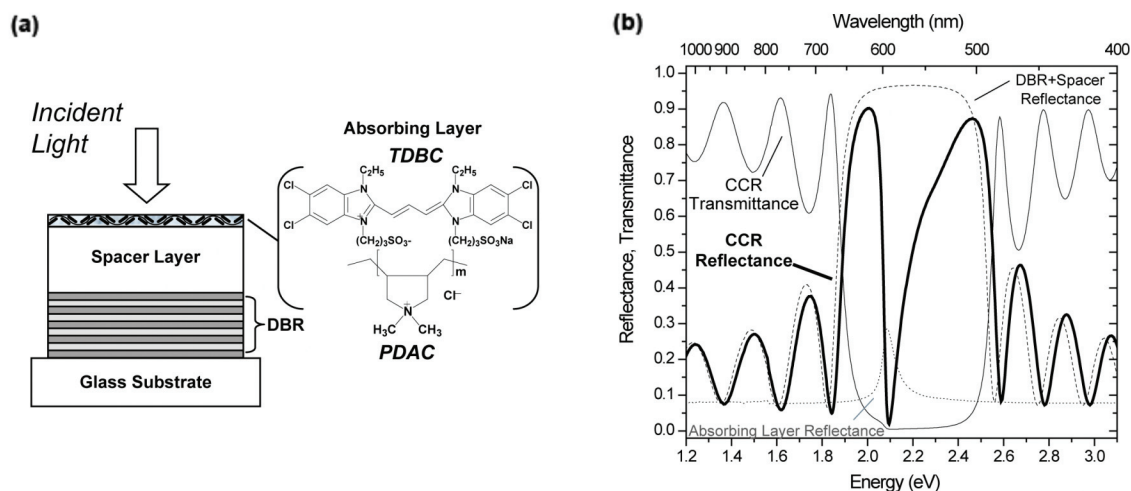 (a)
Incident
Light
Absorbing Layer
TDBC
C₂H₅
C₂H₅
Cl
N
N
Cl
Cl
N
+
N
Cl
(CH₂)₃SO₃-
(CH₂)₃SO₃Na
m
Cl⁻
N
+
H₃C
CH₃
PDAC
Spacer Layer
DBR
Glass Substrate
(b)
Wavelength (nm)
1000 900 800 700 600 500 400
1.0
0.9
0.8
0.7
0.6
0.5
0.4
0.3
0.2
0.1
0.0
Reflectance, Transmittance
DBR+Spacer
Reflectance
CCR
Transmittance
CCR
Reflectance
Absorbing Layer Reflectance
1.2 1.4 1.6 1.8 2.0 2.2 2.4 2.6 2.8 3.0
Energy (eV)